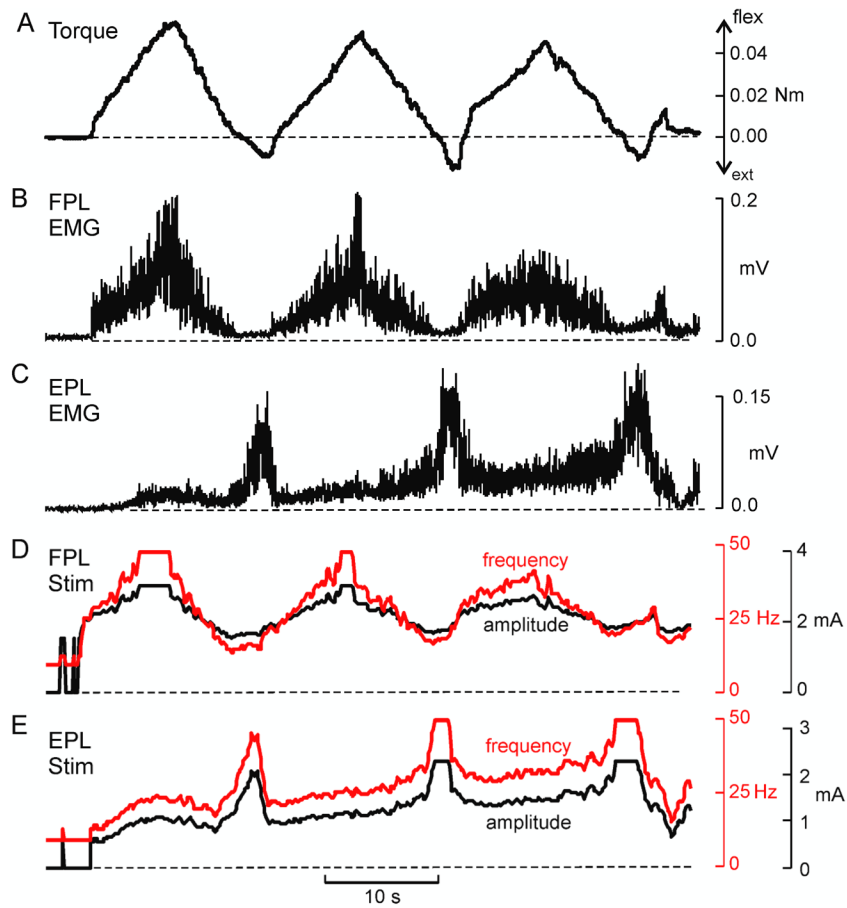 A
Torque
flex
0.04
0.02 Nm
0.00
ext
B
FPL
EMG
0.2
mV
0.0
C
EPL
EMG
0.15
mV
0.0
D
FPL
Stim
frequency
amplitude
50
25 Hz
0
4
2 mA
0
E
EPL
Stim
frequency
amplitude
50
25 Hz
0
3
2
mA
1
0
10 s